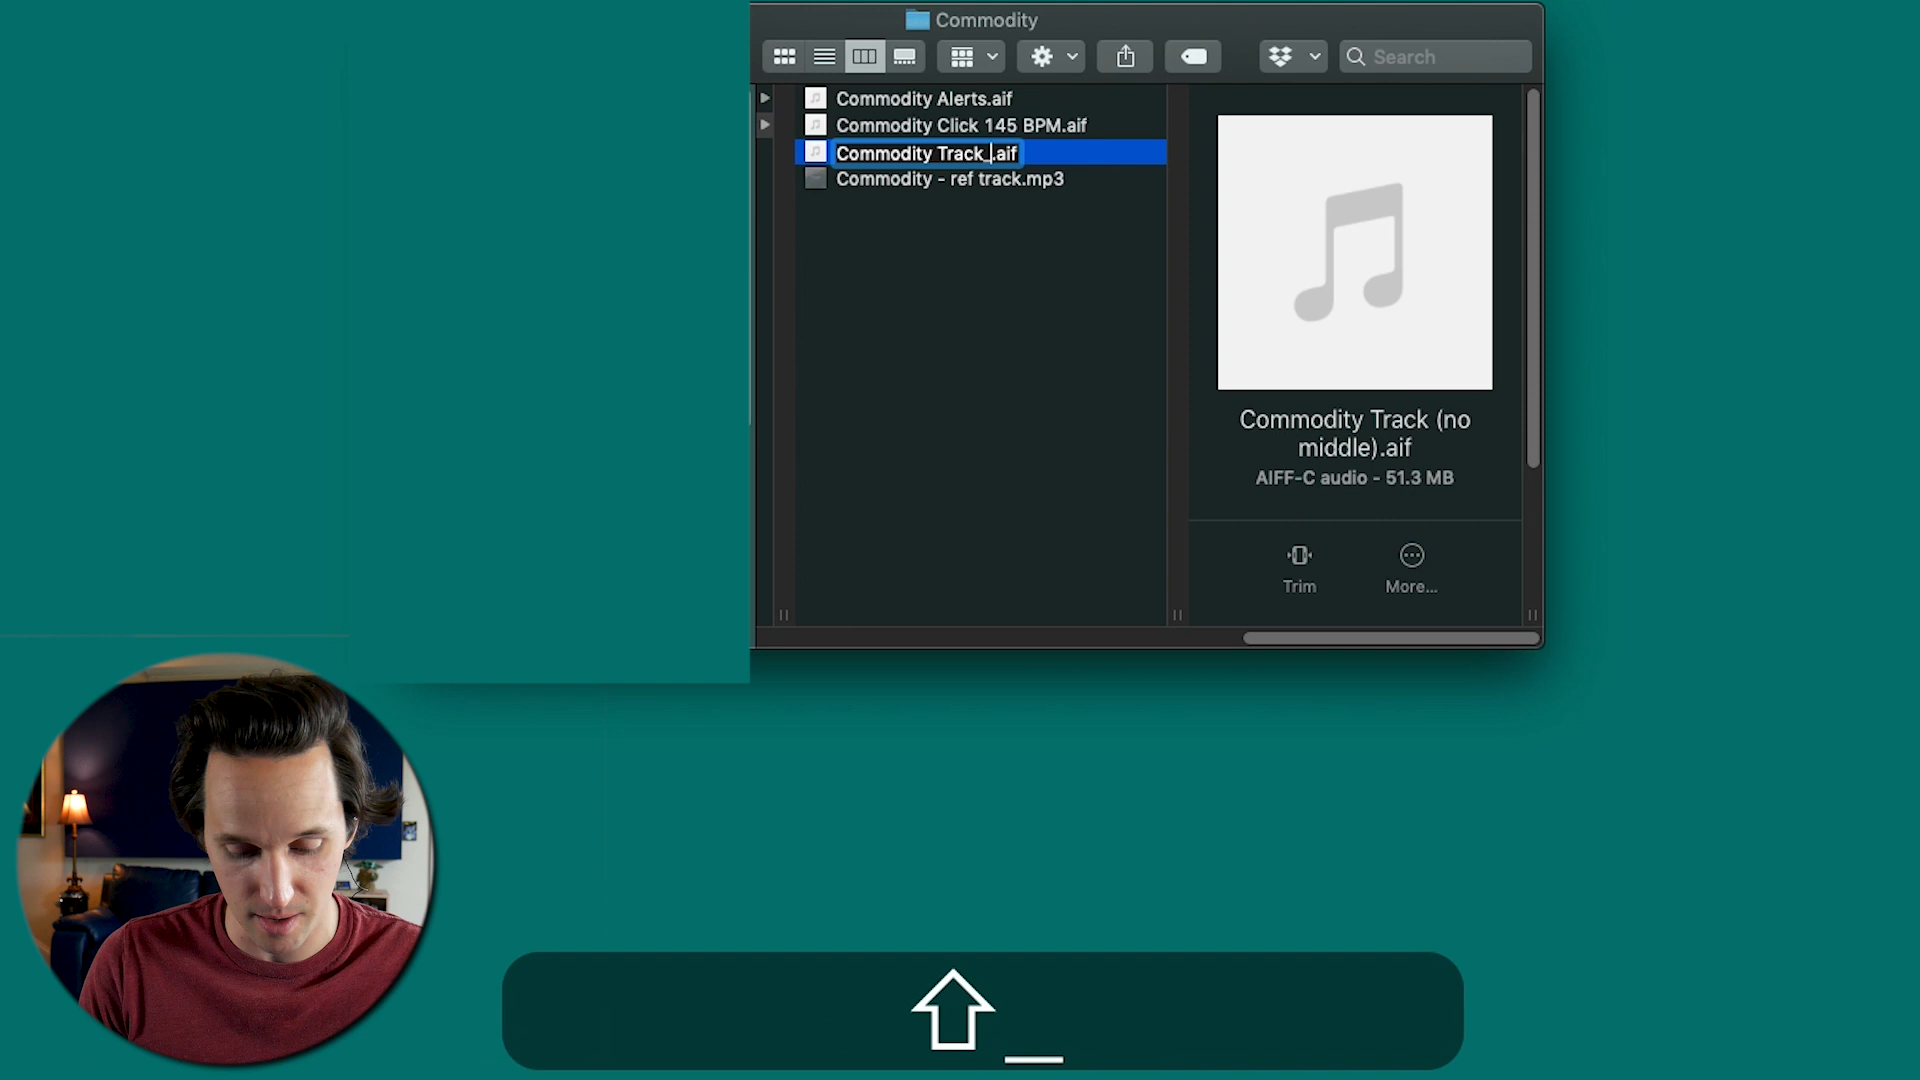 Commodity
Search
Commodity Alerts.aif
Commodity Click 145 BPM.aif
Commodity Track_.aif
Commodity - ref track.mp3
Commodity Track (no
middle).aif
AIFF-C audio - 51.3 MB
Trim
More...
_